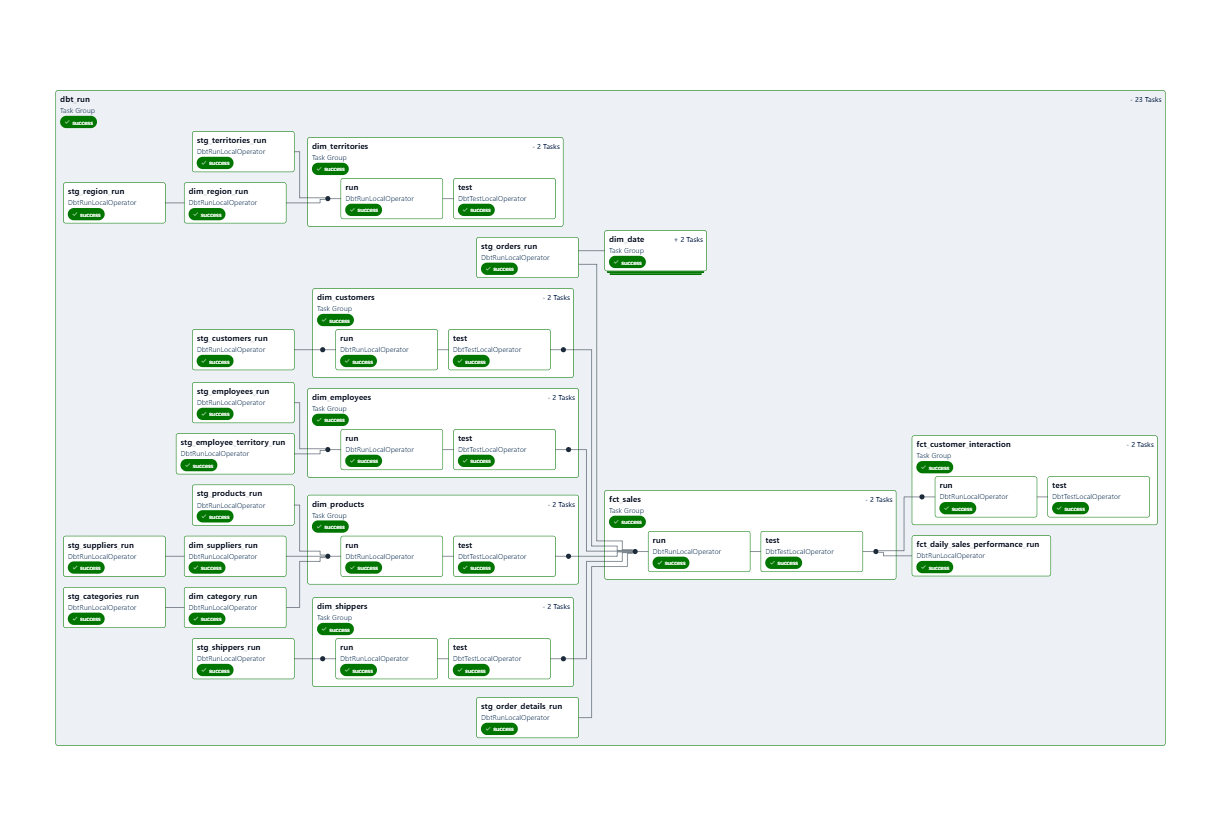 dbt_run
- 23 Tasks
Task Group
success
stg_territories_run
DbtRunLocalOperator
success
dim_territories
- 2 Tasks
Task Group
success
run
DbtRunLocalOperator
success
test
DbtTestLocalOperator
success
stg_region_run
DbtRunLocalOperator
success
dim_region_run
DbtRunLocalOperator
success
stg_orders_run
DbtRunLocalOperator
success
dim_date
+ 2 Tasks
Task Group
success
dim_customers
- 2 Tasks
Task Group
success
stg_customers_run
DbtRunLocalOperator
success
run
DbtRunLocalOperator
success
test
DbtTestLocalOperator
success
stg_employees_run
DbtRunLocalOperator
success
dim_employees
- 2 Tasks
Task Group
success
stg_employee_territory_run
DbtRunLocalOperator
success
run
DbtRunLocalOperator
success
test
DbtTestLocalOperator
success
stg_products_run
DbtRunLocalOperator
success
dim_products
- 2 Tasks
Task Group
success
stg_suppliers_run
DbtRunLocalOperator
success
dim_suppliers_run
DbtRunLocalOperator
success
run
DbtRunLocalOperator
success
test
DbtTestLocalOperator
success
stg_categories_run
DbtRunLocalOperator
success
dim_category_run
DbtRunLocalOperator
success
dim_shippers
- 2 Tasks
Task Group
success
stg_shippers_run
DbtRunLocalOperator
success
run
DbtRunLocalOperator
success
test
DbtTestLocalOperator
success
stg_order_details_run
DbtRunLocalOperator
success
fct_sales
- 2 Tasks
Task Group
success
run
DbtRunLocalOperator
success
test
DbtTestLocalOperator
success
fct_customer_interaction
- 2 Tasks
Task Group
success
run
DbtRunLocalOperator
success
test
DbtTestLocalOperator
success
fct_daily_sales_performance_run
DbtRunLocalOperator
success